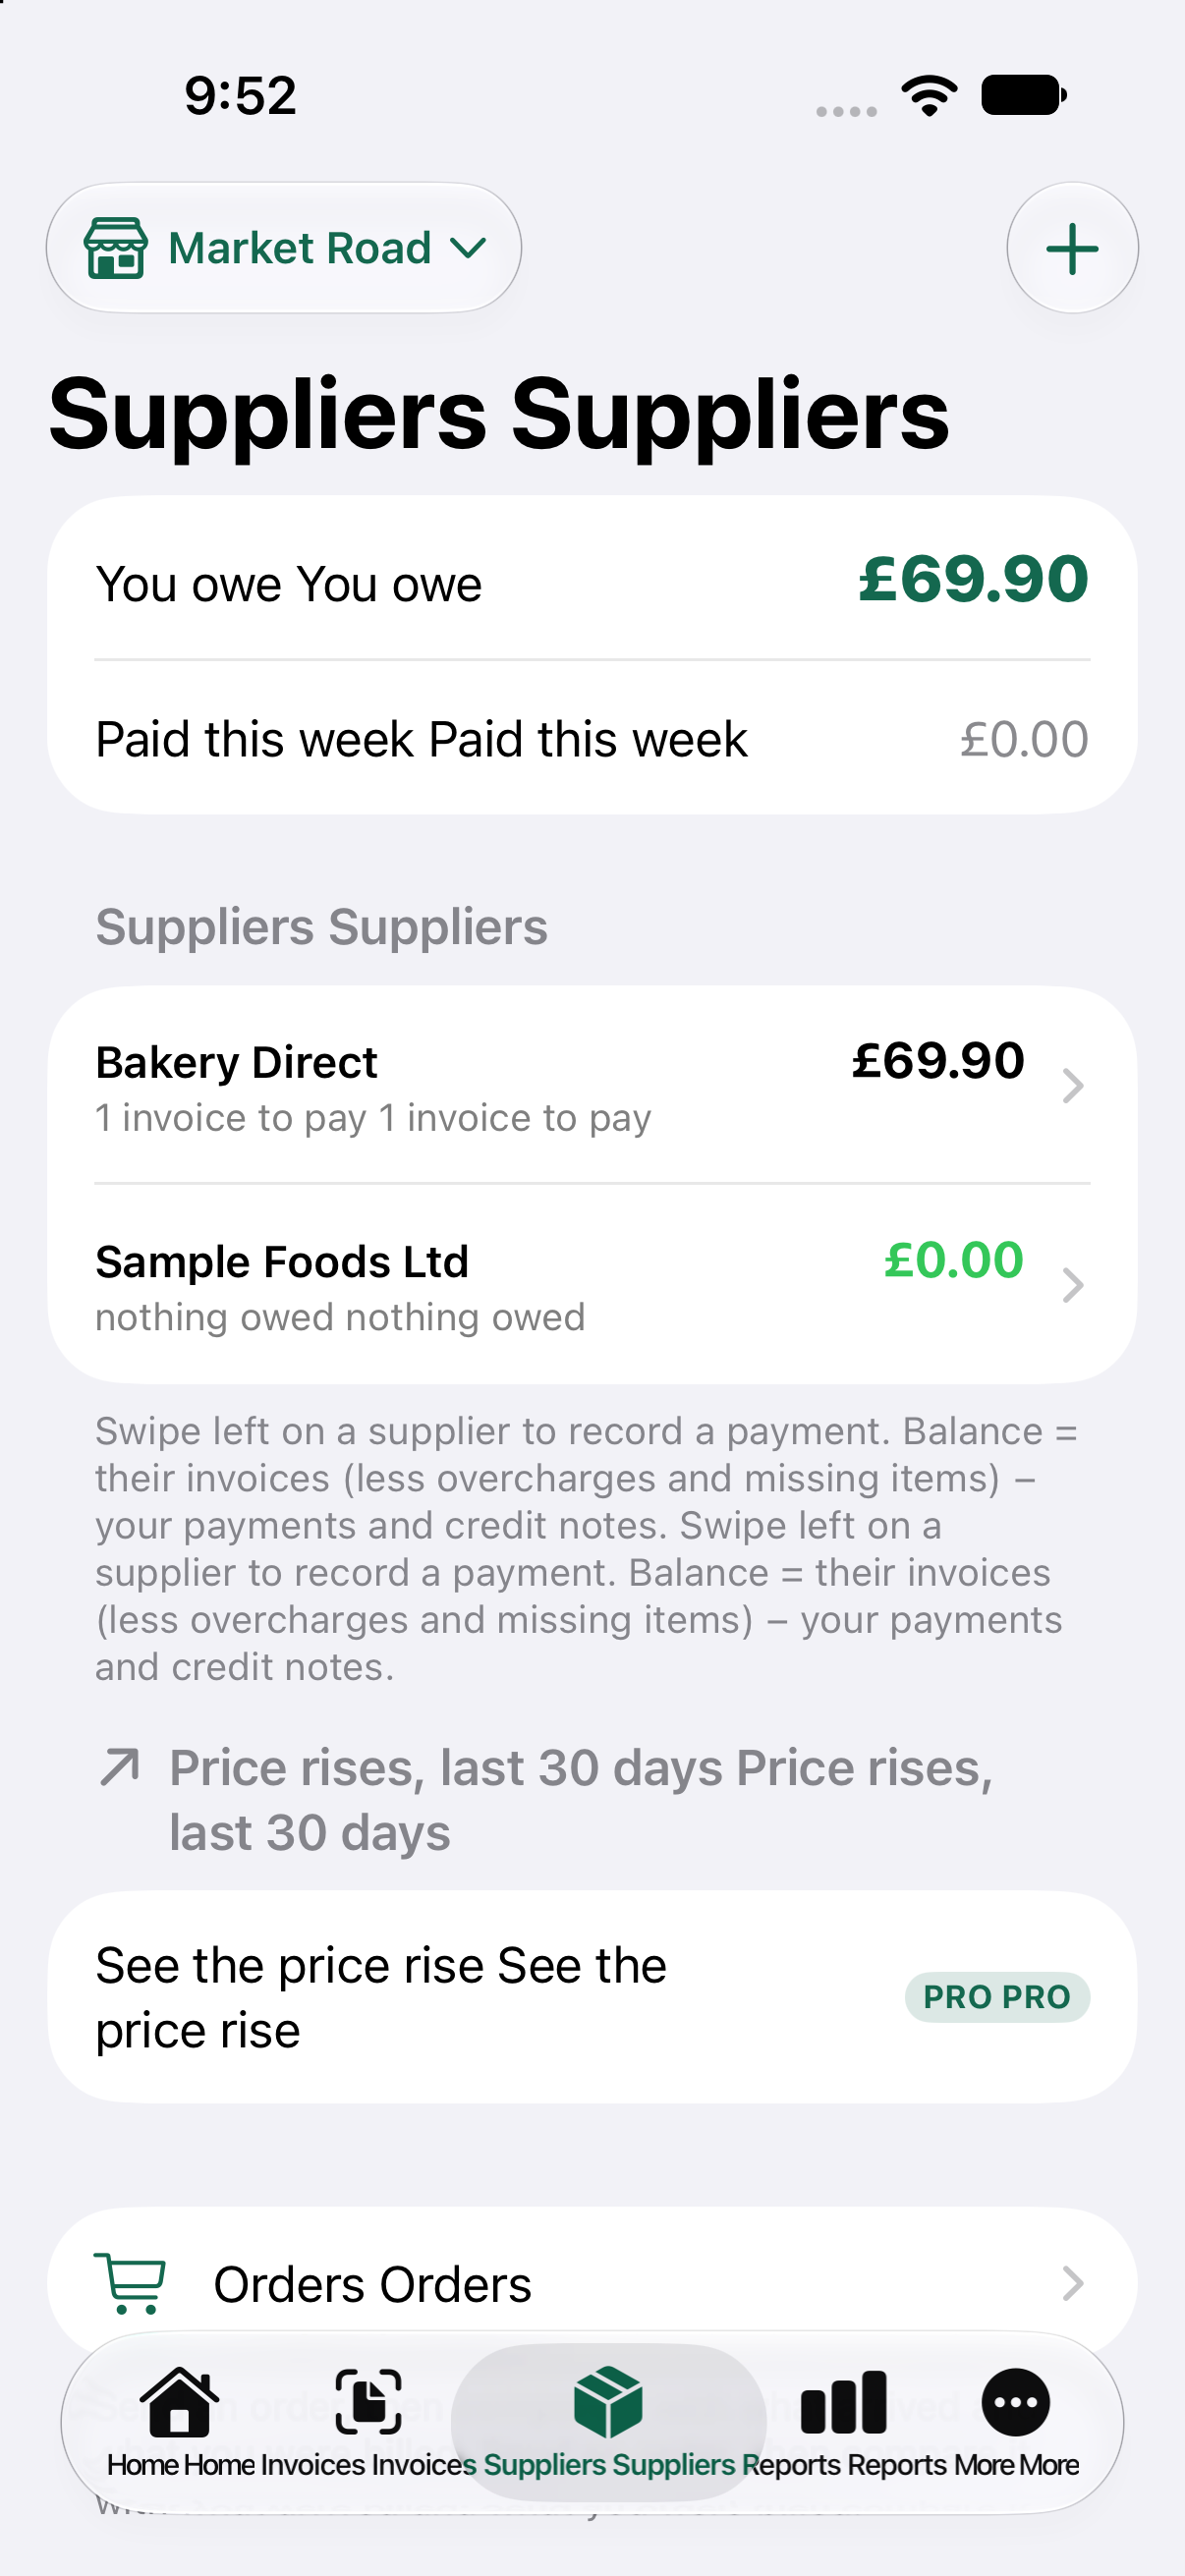 9:52
Market Road
Suppliers Suppliers
You owe You owe £69.90
Paid this week Paid this week £0.00
Suppliers Suppliers
Bakery Direct £69.90
1 invoice to pay 1 invoice to pay
Sample Foods Ltd £0.00
nothing owed nothing owed
Swipe left on a supplier to record a payment. Balance =
their invoices (less overcharges and missing items) –
your payments and credit notes. Swipe left on a
supplier to record a payment. Balance = their invoices
(less overcharges and missing items) – your payments
and credit notes.
Price rises, last 30 days Price rises,
last 30 days
See the price rise See the
price rise
PRO PRO
Orders Orders
Home Home Invoices Invoices Suppliers Suppliers Reports Reports More More